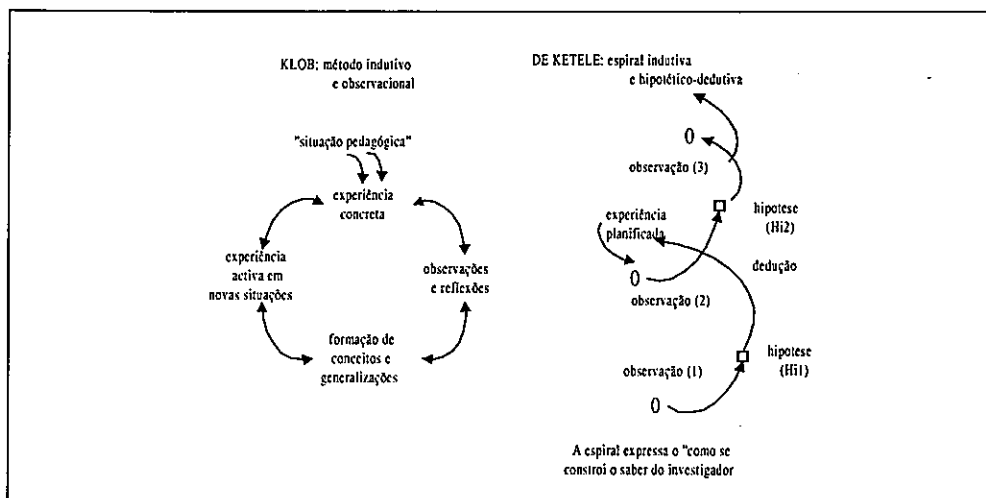 KLOB: método indutivo
e observacional
"situação pedagógica"
experiência
concreta
experiência
activa em
novas situações
observações
e reflexões
formação de
conceitos e
generalizações
DE KETELE: espiral indutiva
e hipotético-dedutiva
0
observação (3)
experiência
planificada
hipotese
(Hi2)
dedução
0
observação (2)
hipotese
(Hi1)
observação (1)
0
A espiral expressa o "como se
constroi o saber do investigador